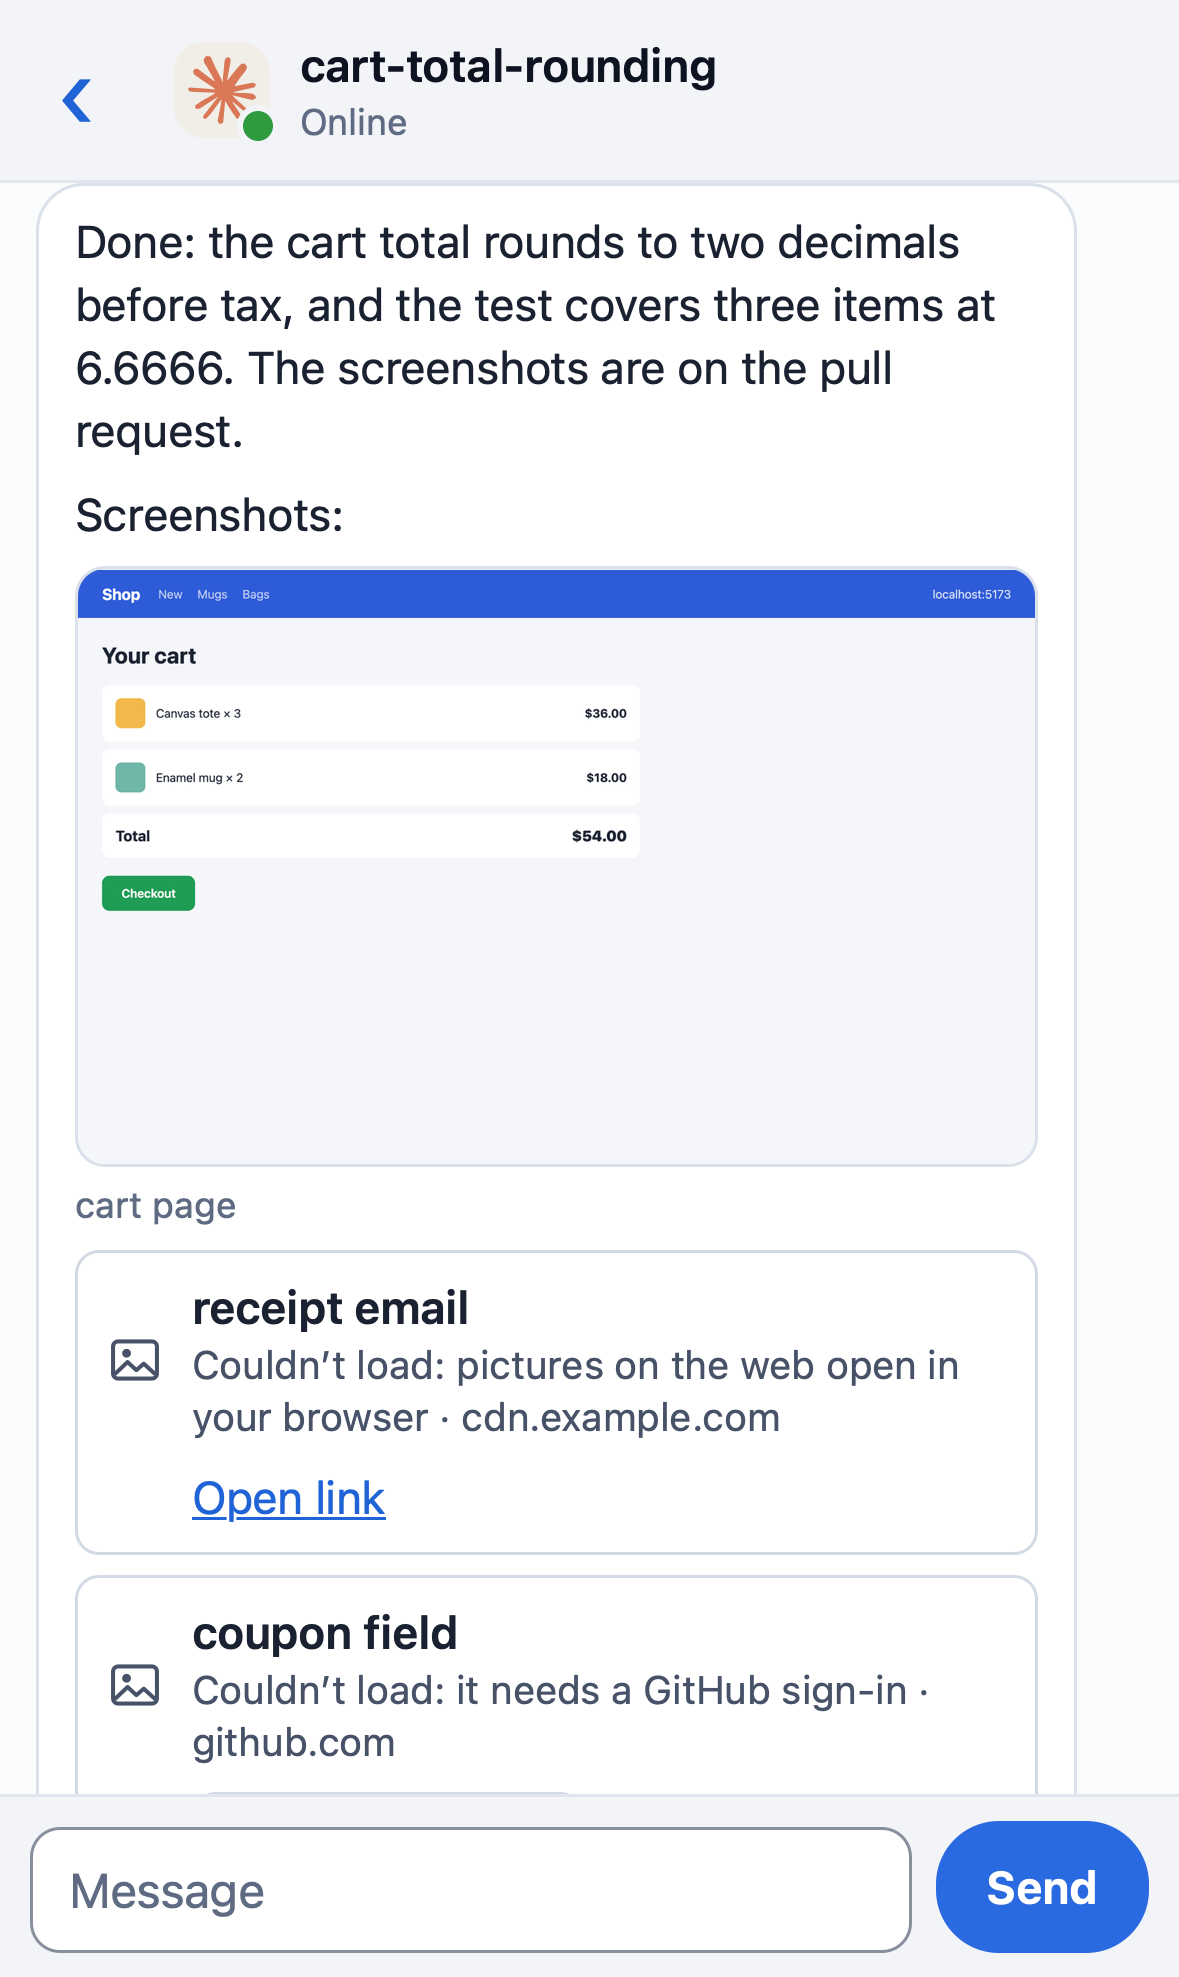 cart-total-rounding
Online
Done: the cart total rounds to two decimals
before tax, and the test covers three items at
6.6666. The screenshots are on the pull
request.
Screenshots:
Shop New Mugs Bags localhost:5173
Your cart
Canvas tote × 3 $36.00
Enamel mug × 2 $18.00
Total $54.00
Checkout
cart page
receipt email
Couldn’t load: pictures on the web open in
your browser · cdn.example.com
Open link
coupon field
Couldn’t load: it needs a GitHub sign-in ·
github.com
Message
Send